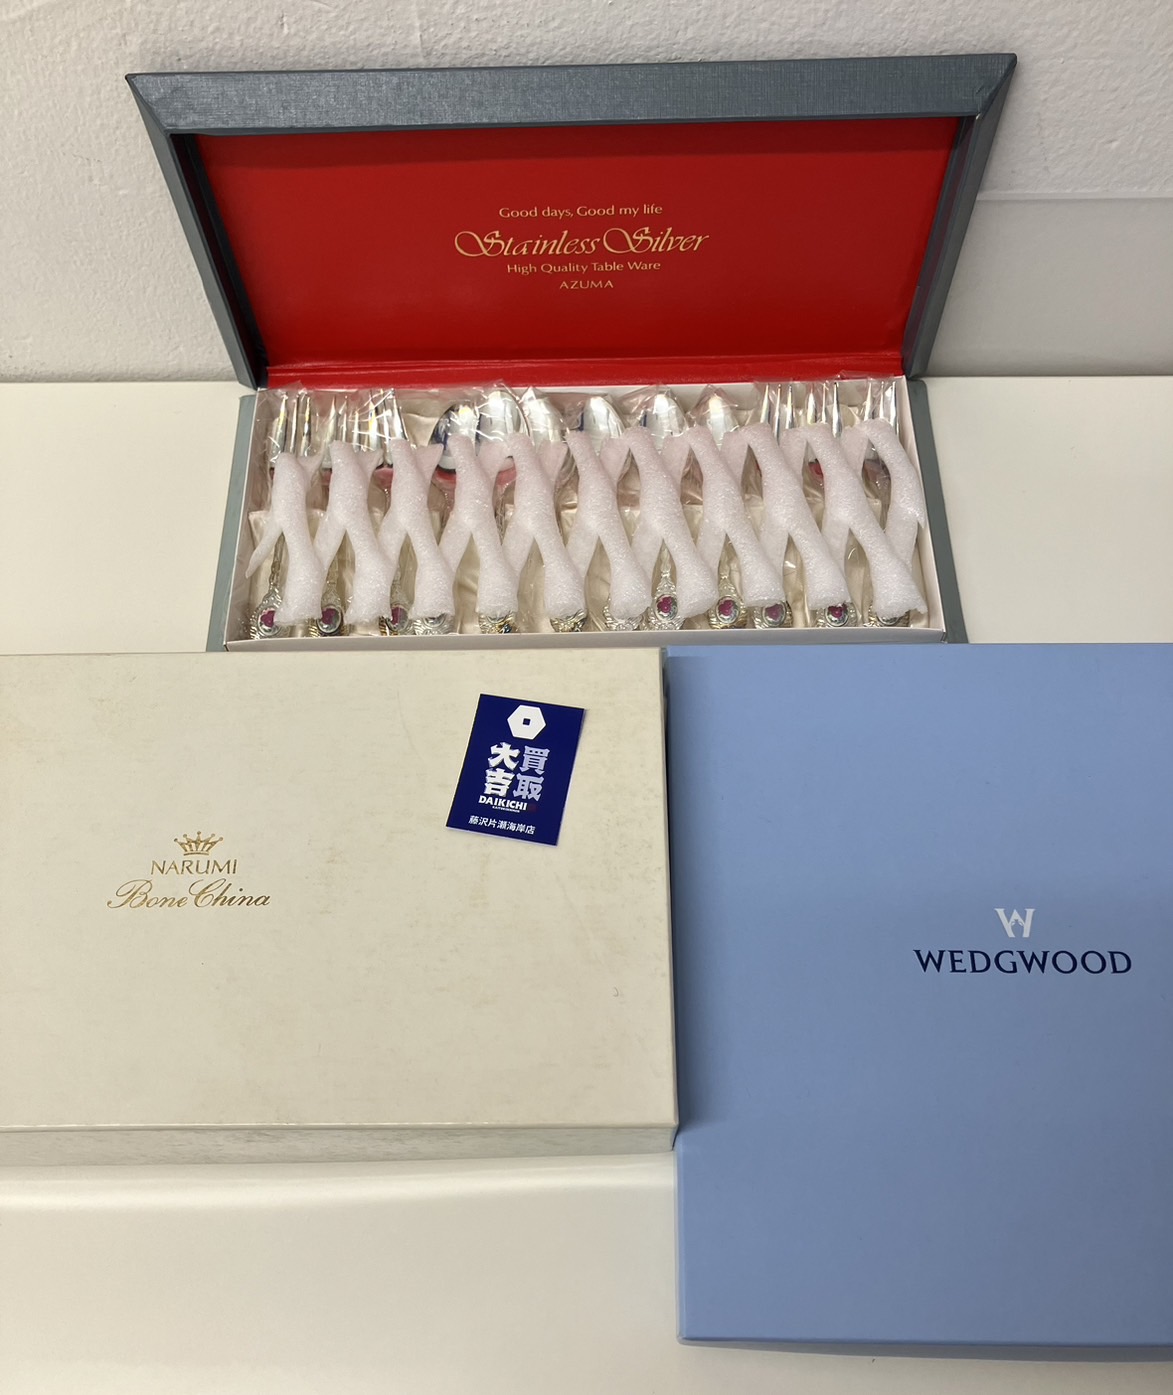 Good days, Good my life
Stainless Silver
High Quality Table Ware
AZUMA
大吉
買取
DAIKICHI
藤沢片瀬海岸店
NARUMI
Bone China
W
WEDGWOOD